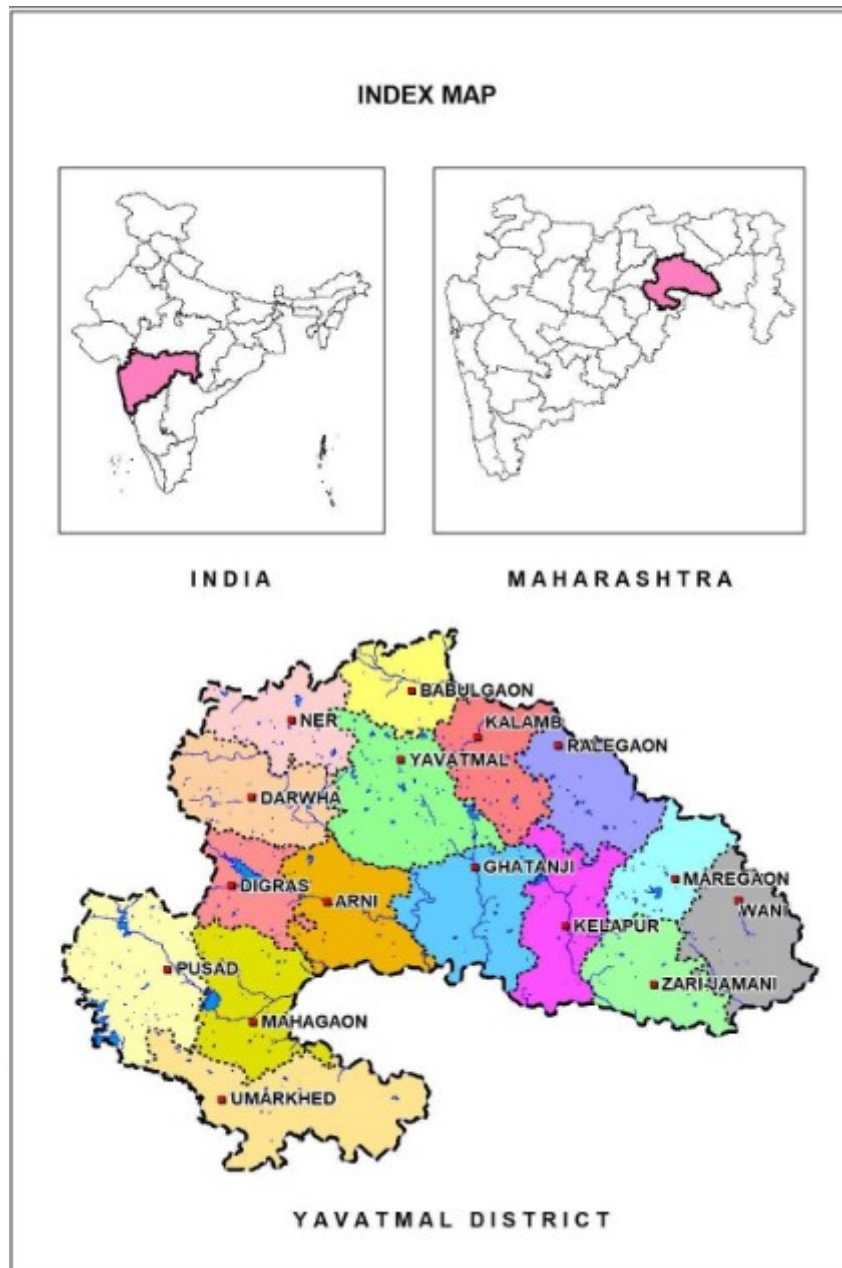 INDEX MAP
INDIA
MAHARASHTRA
BABULGAON
NER
KALAMB
RALEGAON
YAVATMAL
DARWHA
GHATANJI
DIGRAS
MAREGAON
ARNI
WANI
KELAPUR
PUSAD
ZARI-JAMANI
MAHAGAON
UMARKHED
YAVATMAL DISTRICT